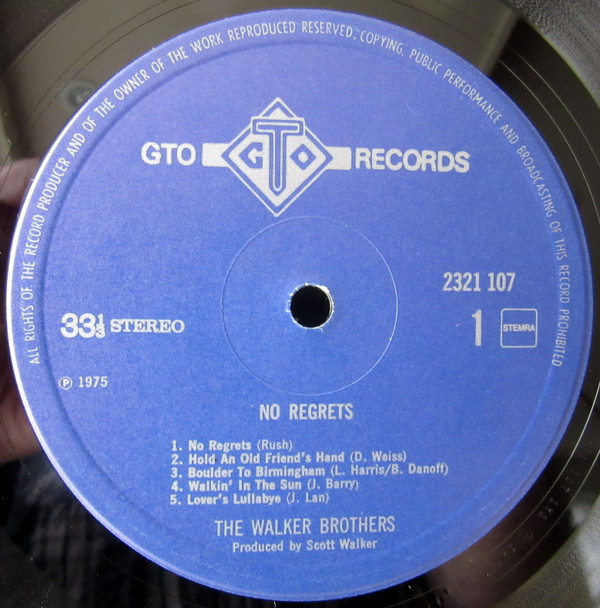 ALL RIGHTS OF THE RECORD PRODUCER AND OF THE OWNER OF THE WORK REPRODUCED RESERVED. COPYING, PUBLIC PERFORMANCE AND BROADCASTING OF THIS RECORD PROHIBITED
GTO GTO RECORDS
2321 107
33⅓ STEREO
1 STEMRA
℗ 1975
NO REGRETS
1. No Regrets (Rush)
2. Hold An Old Friend's Hand (D. Weiss)
3. Boulder To Birmingham (L. Harris/B. Danoff)
4. Walkin' In The Sun (J. Barry)
5. Lover's Lullabye (J. Lan)
THE WALKER BROTHERS
Produced by Scott Walker